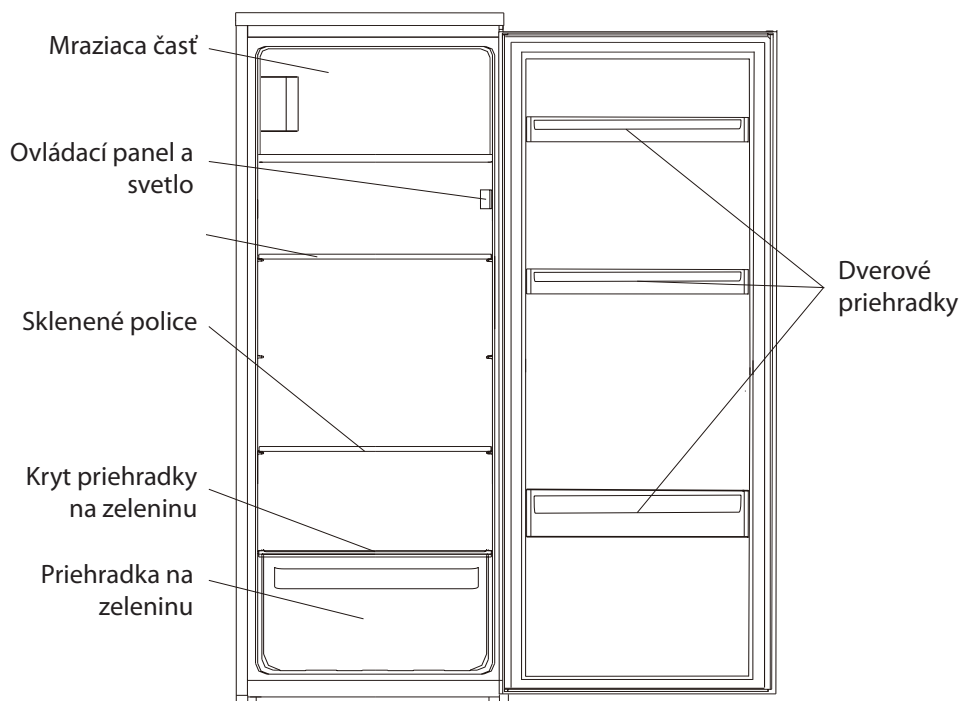 Mraziaca časť
Ovládací panel a
svetlo
Sklenené police
Kryt priehradky
na zeleninu
Priehradka na
zeleninu
Dverové
priehradky